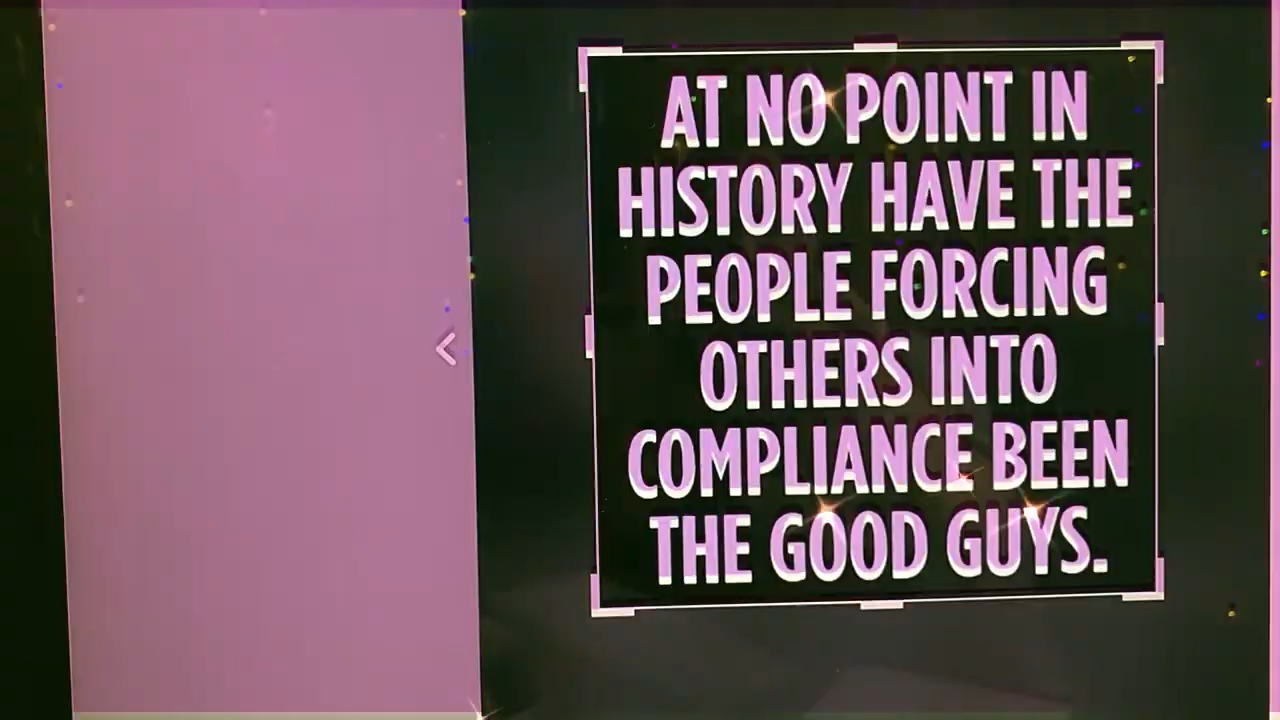 AT NO POINT IN
HISTORY HAVE THE
PEOPLE FORCING
OTHERS INTO
COMPLIANCE BEEN
THE GOOD GUYS.